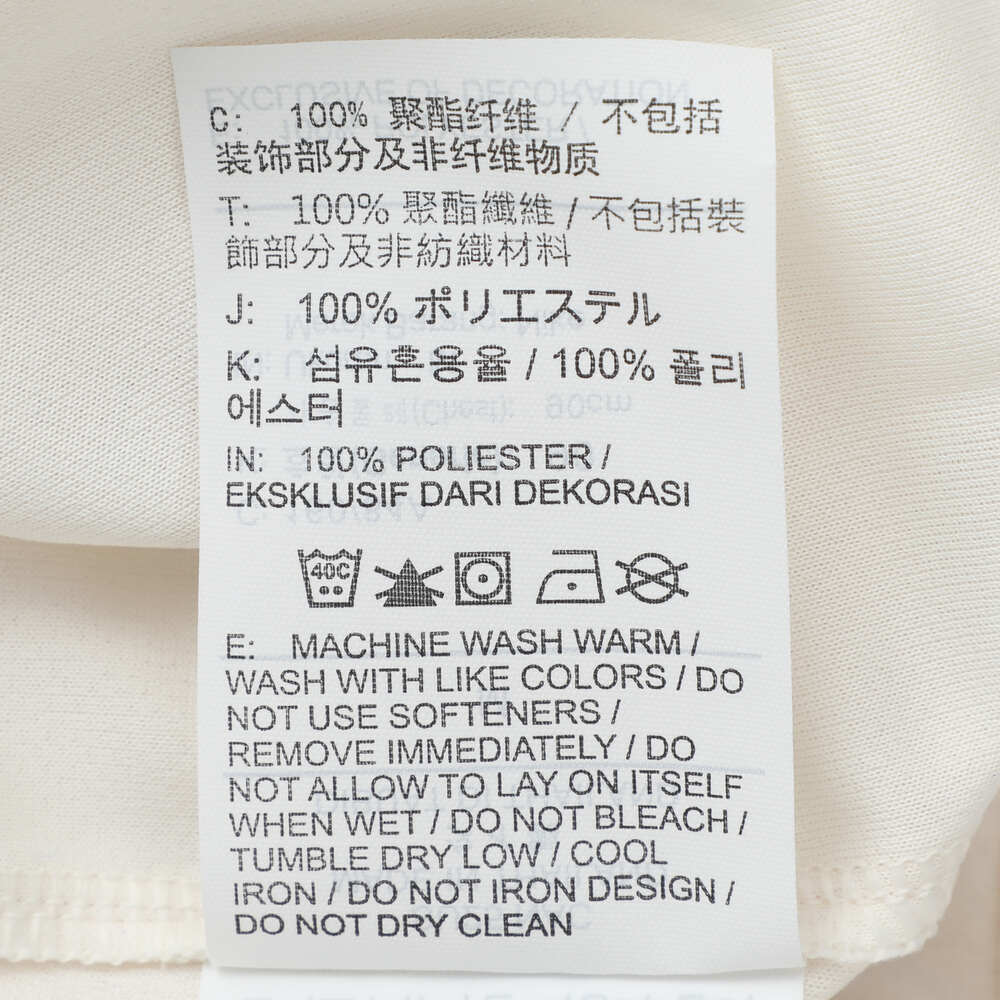 C: 100% 聚酯纤维 / 不包括
装饰部分及非纤维物质
T: 100% 聚酯纖維 / 不包括裝
飾部分及非紡織材料
J: 100% ポリエステル
K: 섬유혼용율 / 100% 폴리
에스터
IN: 100% POLIESTER /
EKSKLUSIF DARI DEKORASI
40C
E: MACHINE WASH WARM /
WASH WITH LIKE COLORS / DO
NOT USE SOFTENERS /
REMOVE IMMEDIATELY / DO
NOT ALLOW TO LAY ON ITSELF
WHEN WET / DO NOT BLEACH /
TUMBLE DRY LOW / COOL
IRON / DO NOT IRON DESIGN /
DO NOT DRY CLEAN